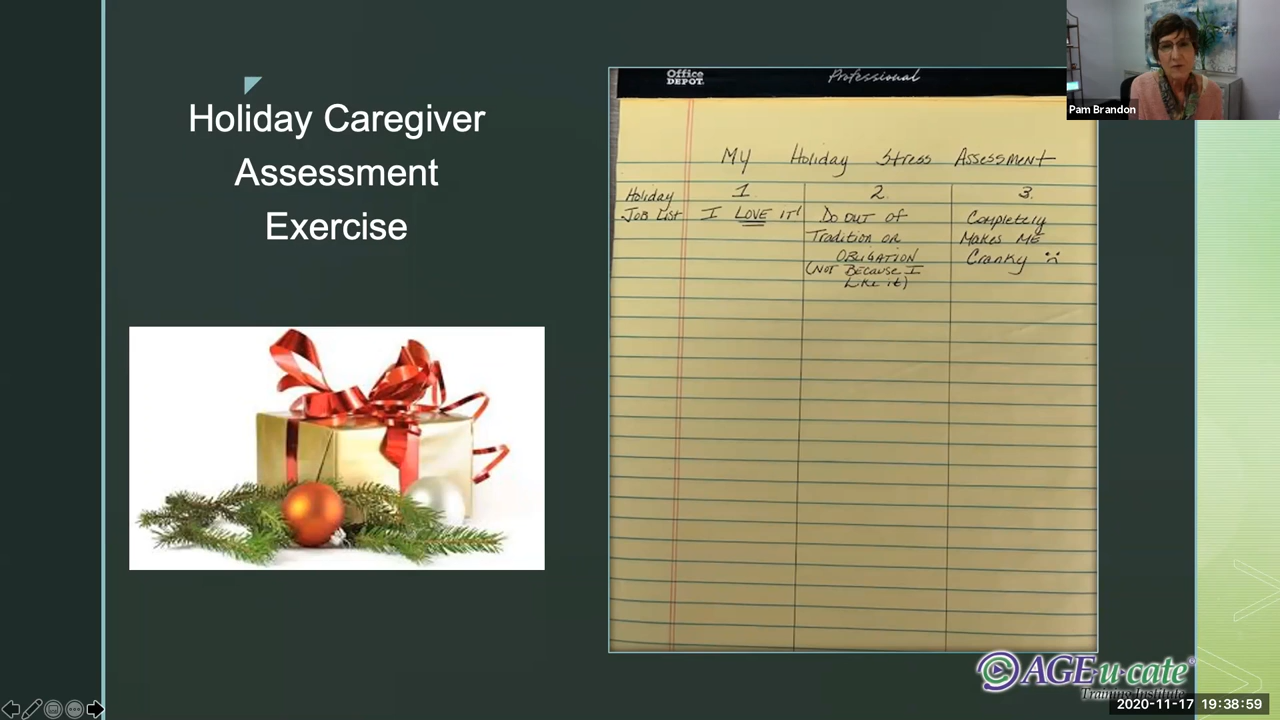 Holiday Caregiver
Assessment
Exercise
Office
DEPOT
Professional
My Holiday Stress Assessment
Holiday
Job List
1
I LOVE it!
2.
Do out of
Tradition or
OBLIGATION
(Not Because I
Like it)
3.
Completely
Makes ME
Cranky
Pam Brandon
AGEucate
Training Institute
2020-11-17 19:38:59